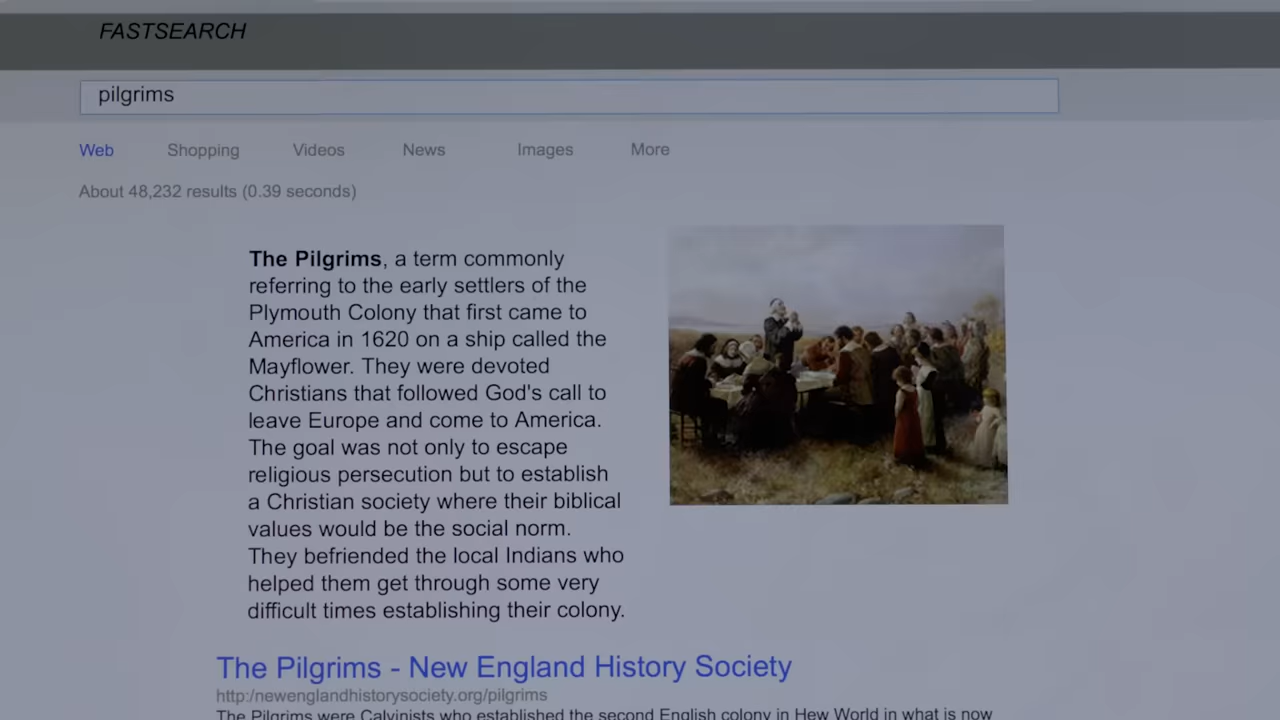 FASTSEARCH
pilgrims
Web Shopping Videos News Images More
About 48,232 results (0.39 seconds)
The Pilgrims, a term commonly
referring to the early settlers of the
Plymouth Colony that first came to
America in 1620 on a ship called the
Mayflower. They were devoted
Christians that followed God's call to
leave Europe and come to America.
The goal was not only to escape
religious persecution but to establish
a Christian society where their biblical
values would be the social norm.
They befriended the local Indians who
helped them get through some very
difficult times establishing their colony.
The Pilgrims - New England History Society
http:/newenglandhistorysociety.org/pilgrims
The Pilgrims were Calvinists who established the second English colony in Hew World in what is now